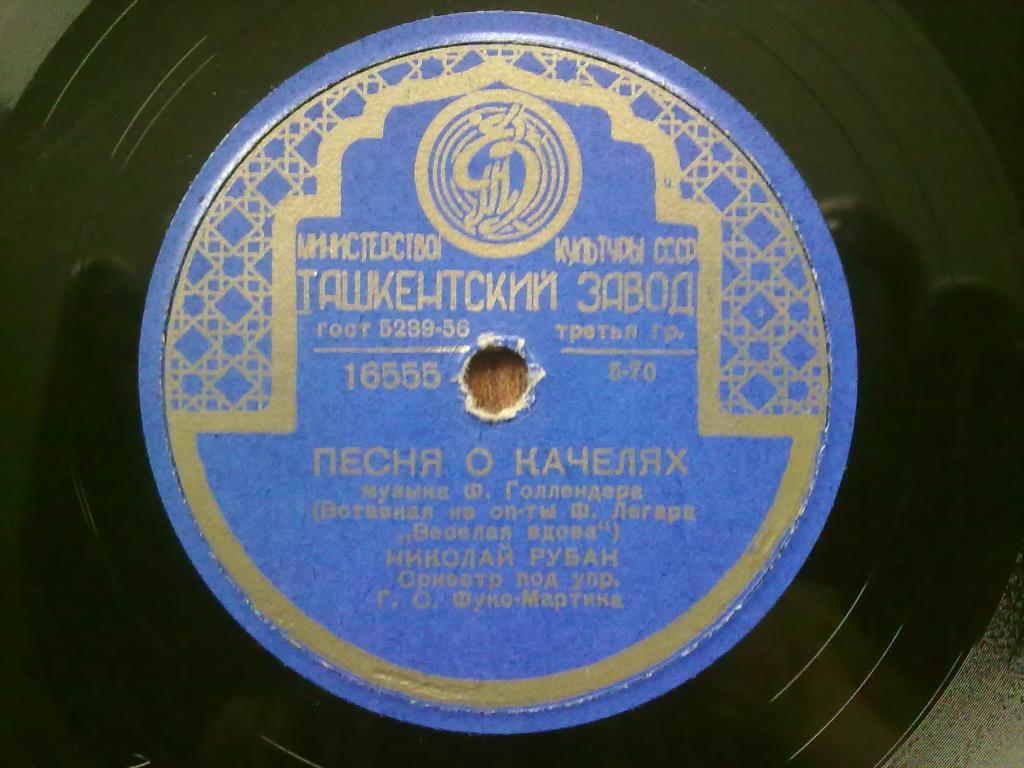 МИНИСТЕРСТВО КУЛЬТУРЫ СССР
ТАШКЕНТСКИЙ ЗАВОД
гост 5289-56 третья гр.
16555 5-70
ПЕСНЯ О КАЧЕЛЯХ
музыка Ф. Голлендера
(Вставная из оп-ты Ф. Легара
„Веселая вдова“)
НИКОЛАЙ РУБАН
Оркестр под упр.
Г. С. Фукс-Мартина